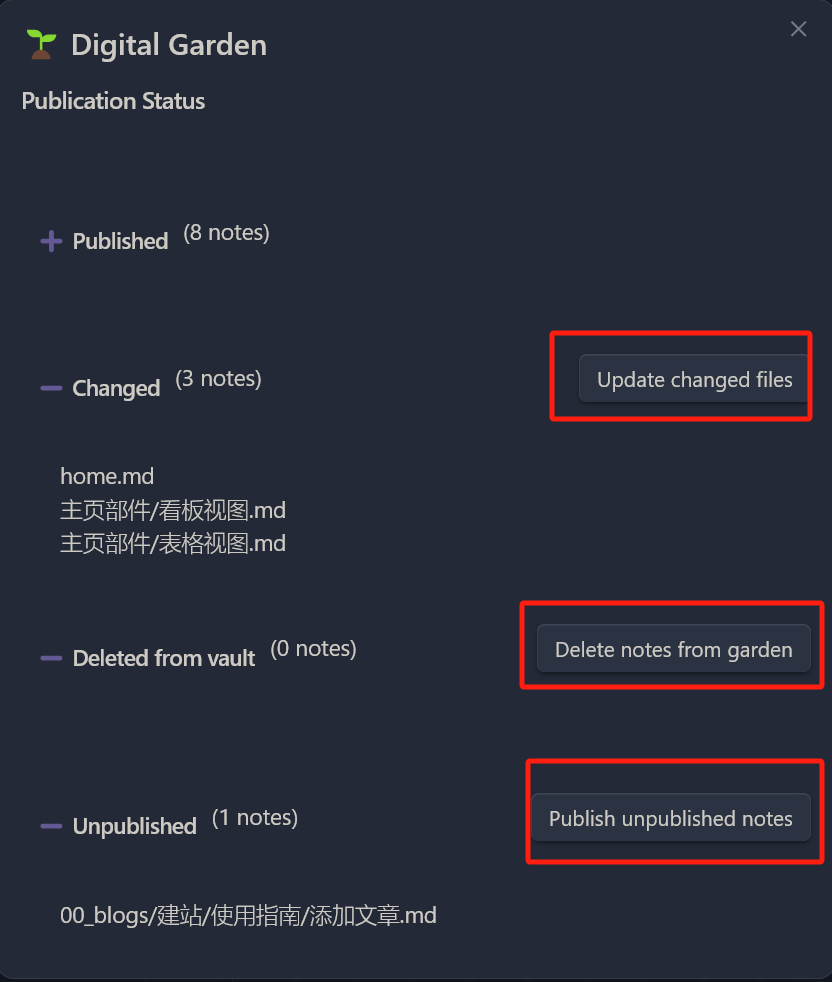 Digital Garden
Publication Status
Published (8 notes)
Changed (3 notes)
Update changed files
home.md
主页部件/看板视图.md
主页部件/表格视图.md
Deleted from vault (0 notes)
Delete notes from garden
Unpublished (1 notes)
Publish unpublished notes
00_blogs/建站/使用指南/添加文章.md